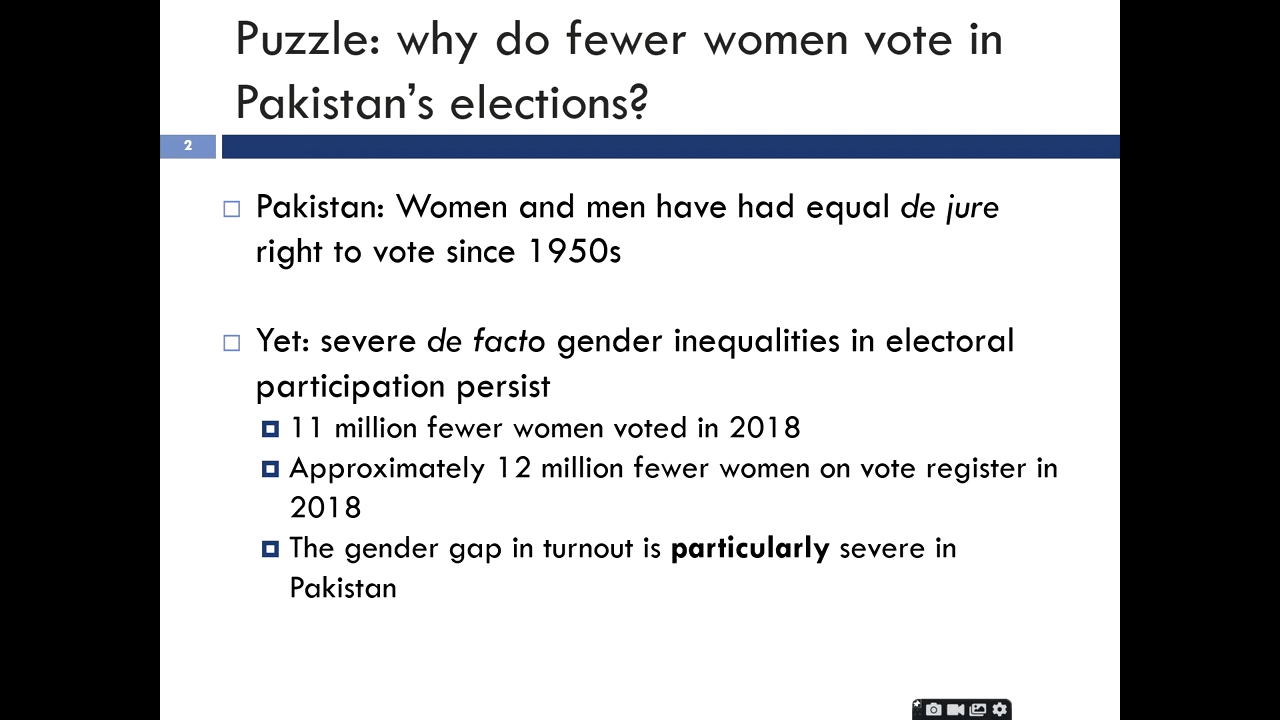 Puzzle: why do fewer women vote in
Pakistan’s elections?
2
Pakistan: Women and men have had equal de jure
right to vote since 1950s
Yet: severe de facto gender inequalities in electoral
participation persist
11 million fewer women voted in 2018
Approximately 12 million fewer women on vote register in
2018
The gender gap in turnout is particularly severe in
Pakistan